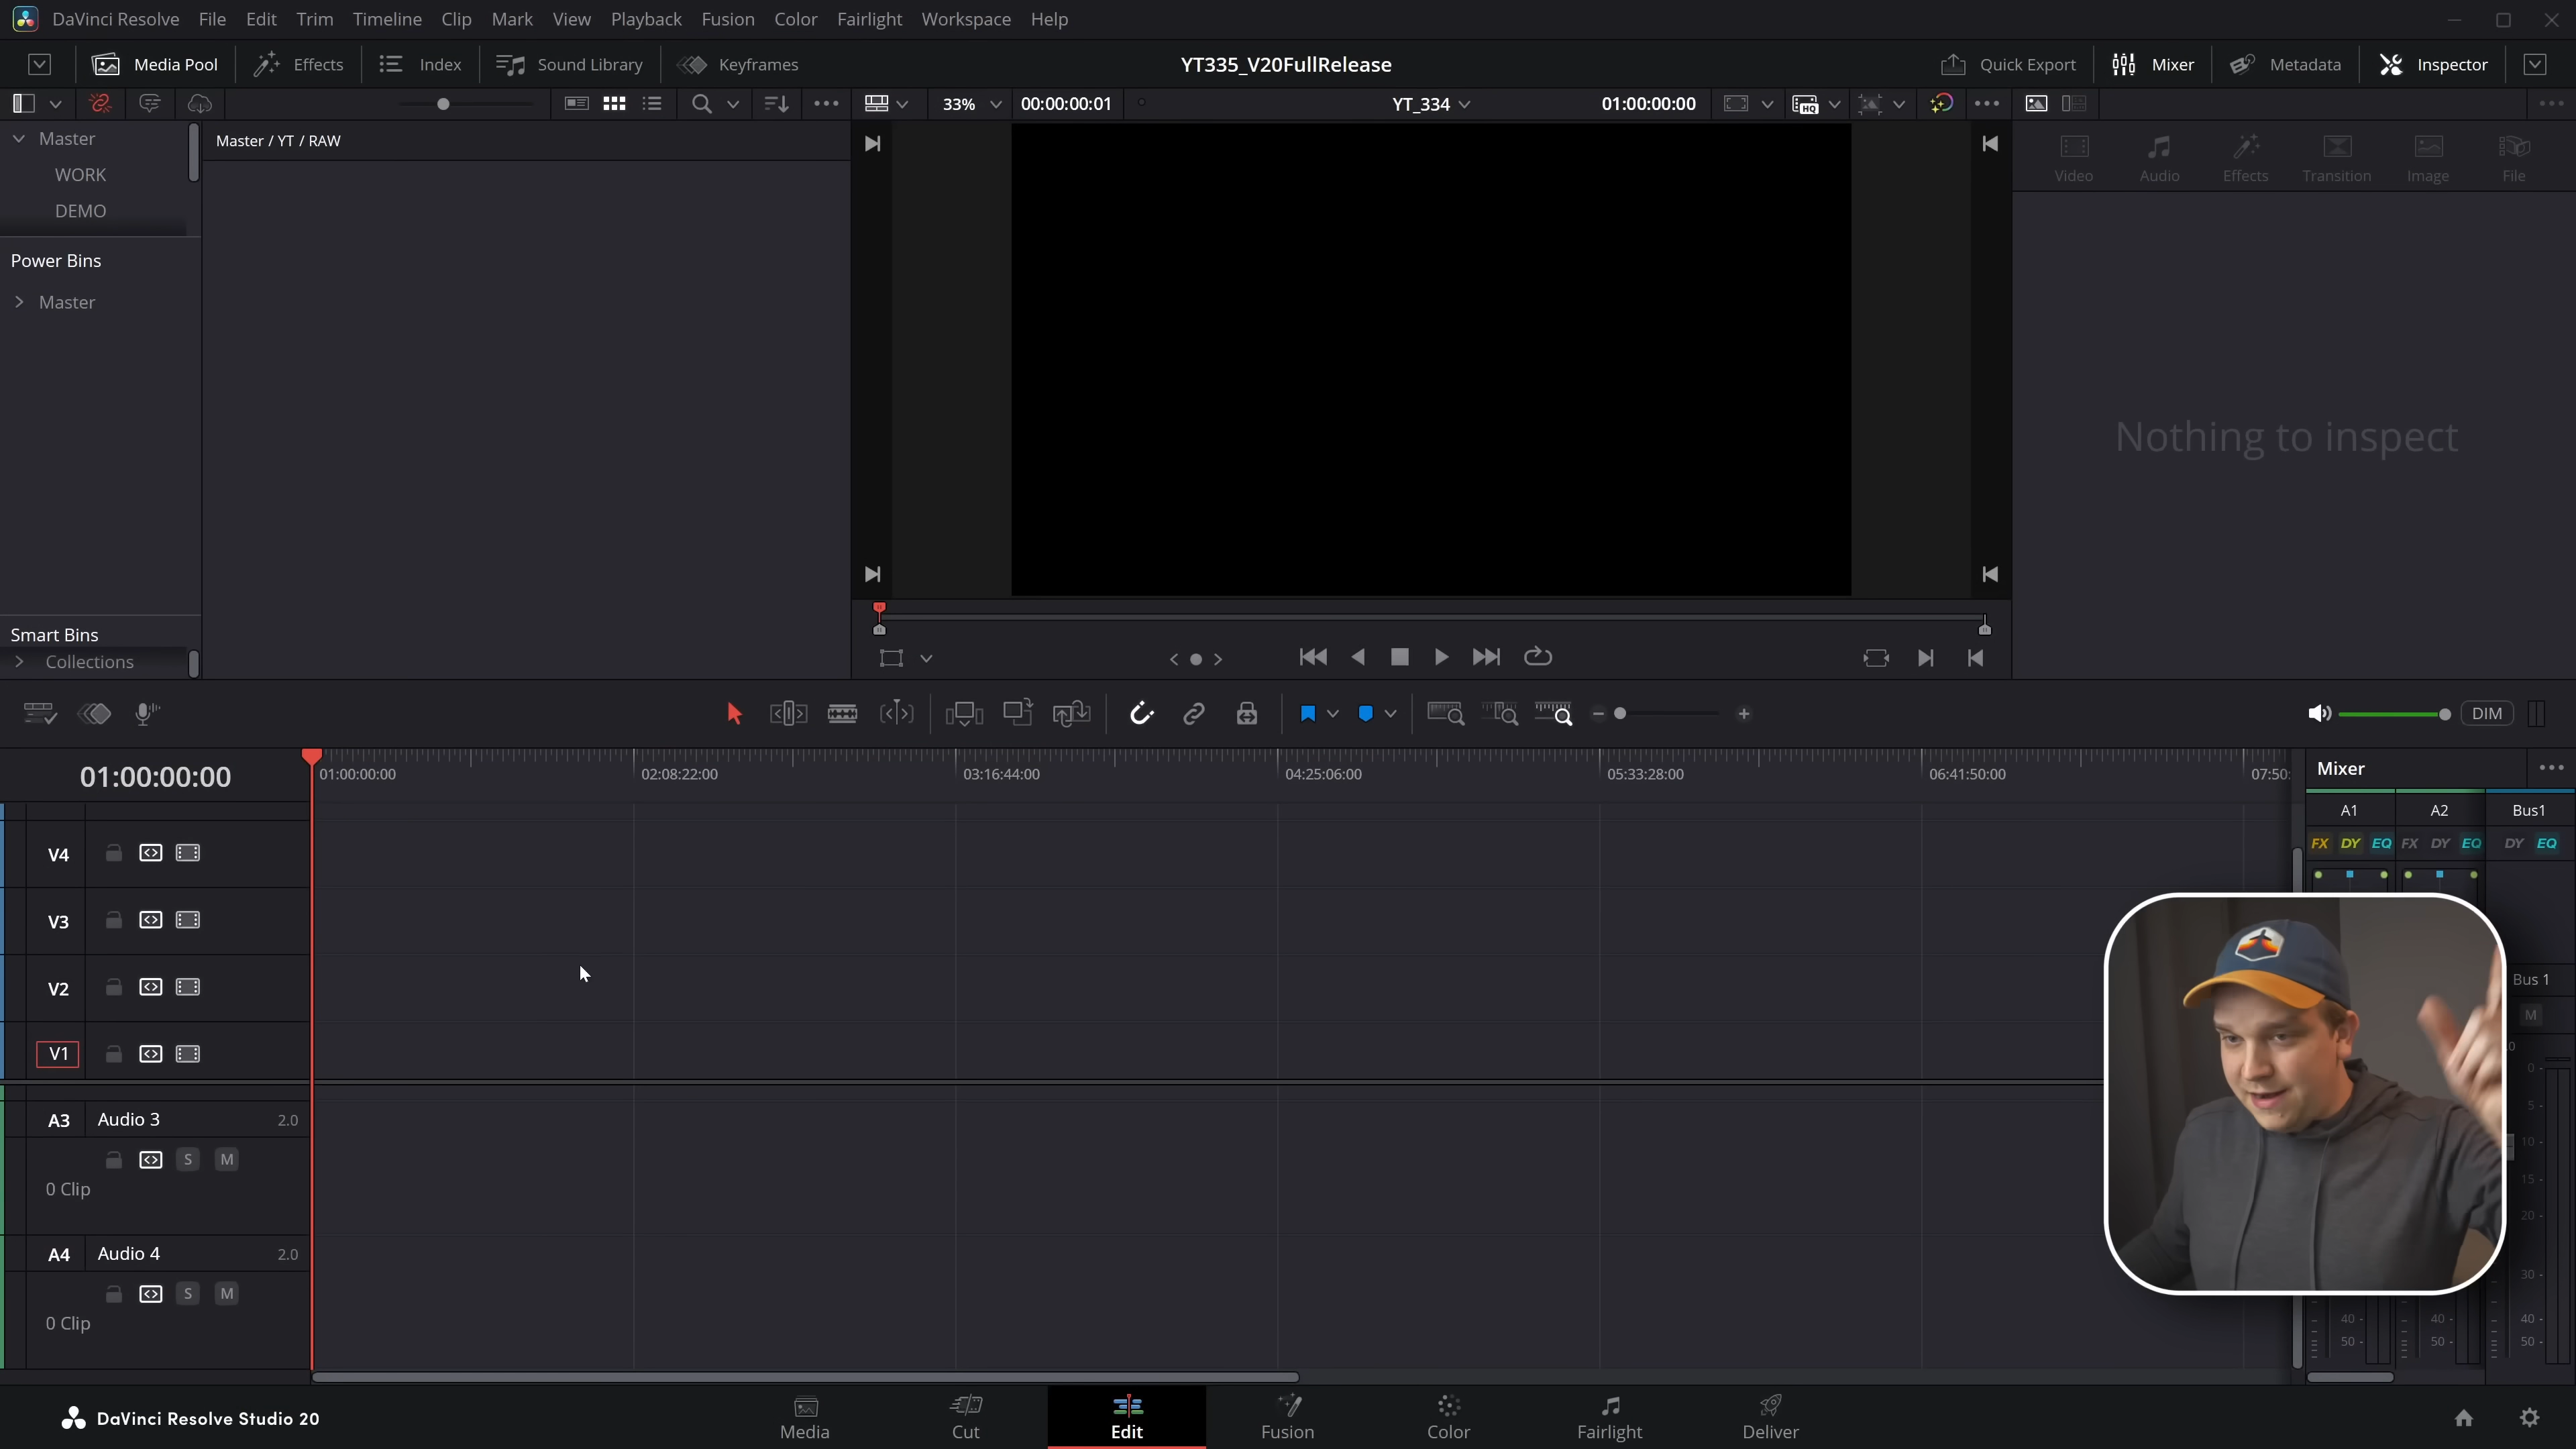 DaVinci Resolve File Edit Trim Timeline Clip Mark View Playback Fusion Color Fairlight Workspace Help
Media Pool Effects Index Sound Library Keyframes YT335_V20FullRelease Quick Export Mixer Metadata Inspector
33% 00:00:00:01 YT_334 01:00:00:00
Master Master / YT / RAW
WORK
DEMO
Video Audio Effects Transition Image File
Power Bins
Master
Nothing to inspect
Smart Bins
Collections
DIM
01:00:00:00 01:00:00:00 02:08:22:00 03:16:44:00 04:25:06:00 05:33:28:00 06:41:50:00 07:50:
Mixer
A1 A2 Bus1
FX DY EQ FX DY EQ DY EQ
V4
V3
V2
Bus 1
M
V1
0
0 -
5 -
10 -
15 -
20 -
30 -
40 - 40 - 40 -
50 - 50 - 50 -
A3 Audio 3 2.0
S M
0 Clip
A4 Audio 4 2.0
S M
0 Clip
DaVinci Resolve Studio 20
Media Cut Edit Fusion Color Fairlight Deliver